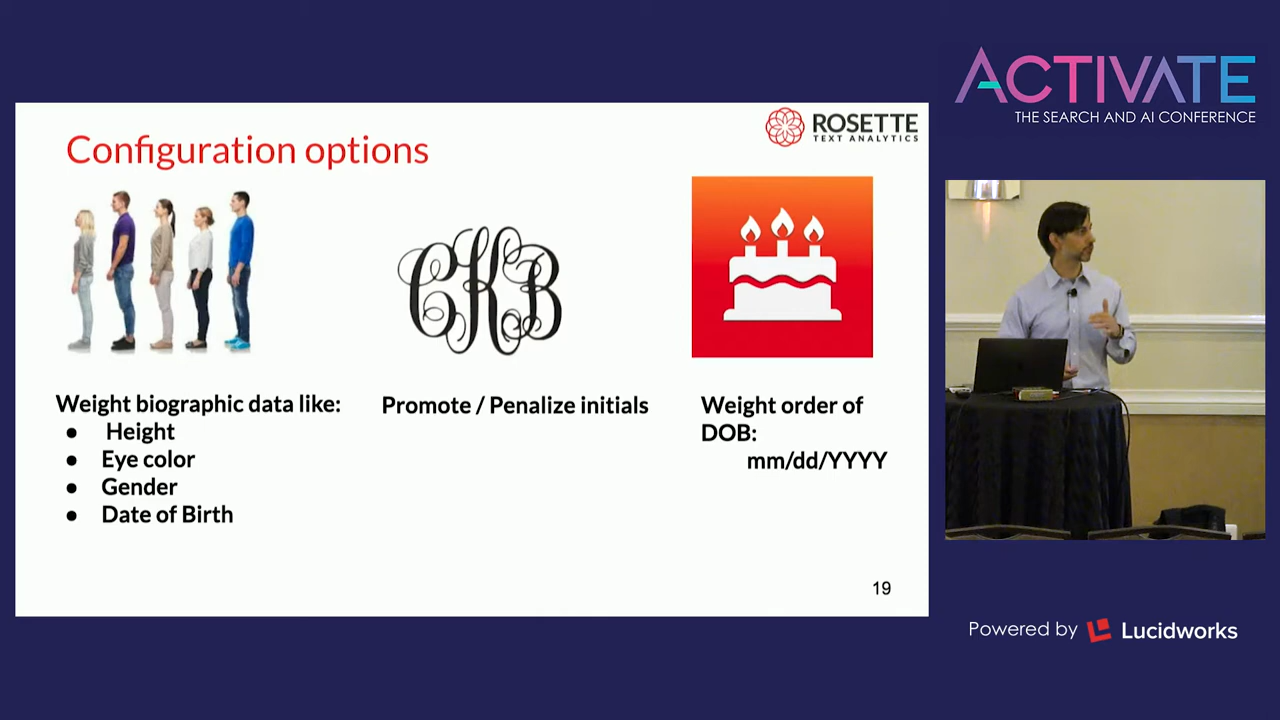 ACTIVATE
THE SEARCH AND AI CONFERENCE
ROSETTE
TEXT ANALYTICS
Configuration options
CKB
Weight biographic data like:
● Height
● Eye color
● Gender
● Date of Birth
Promote / Penalize initials
Weight order of
DOB:
mm/dd/YYYY
19
Powered by Lucidworks